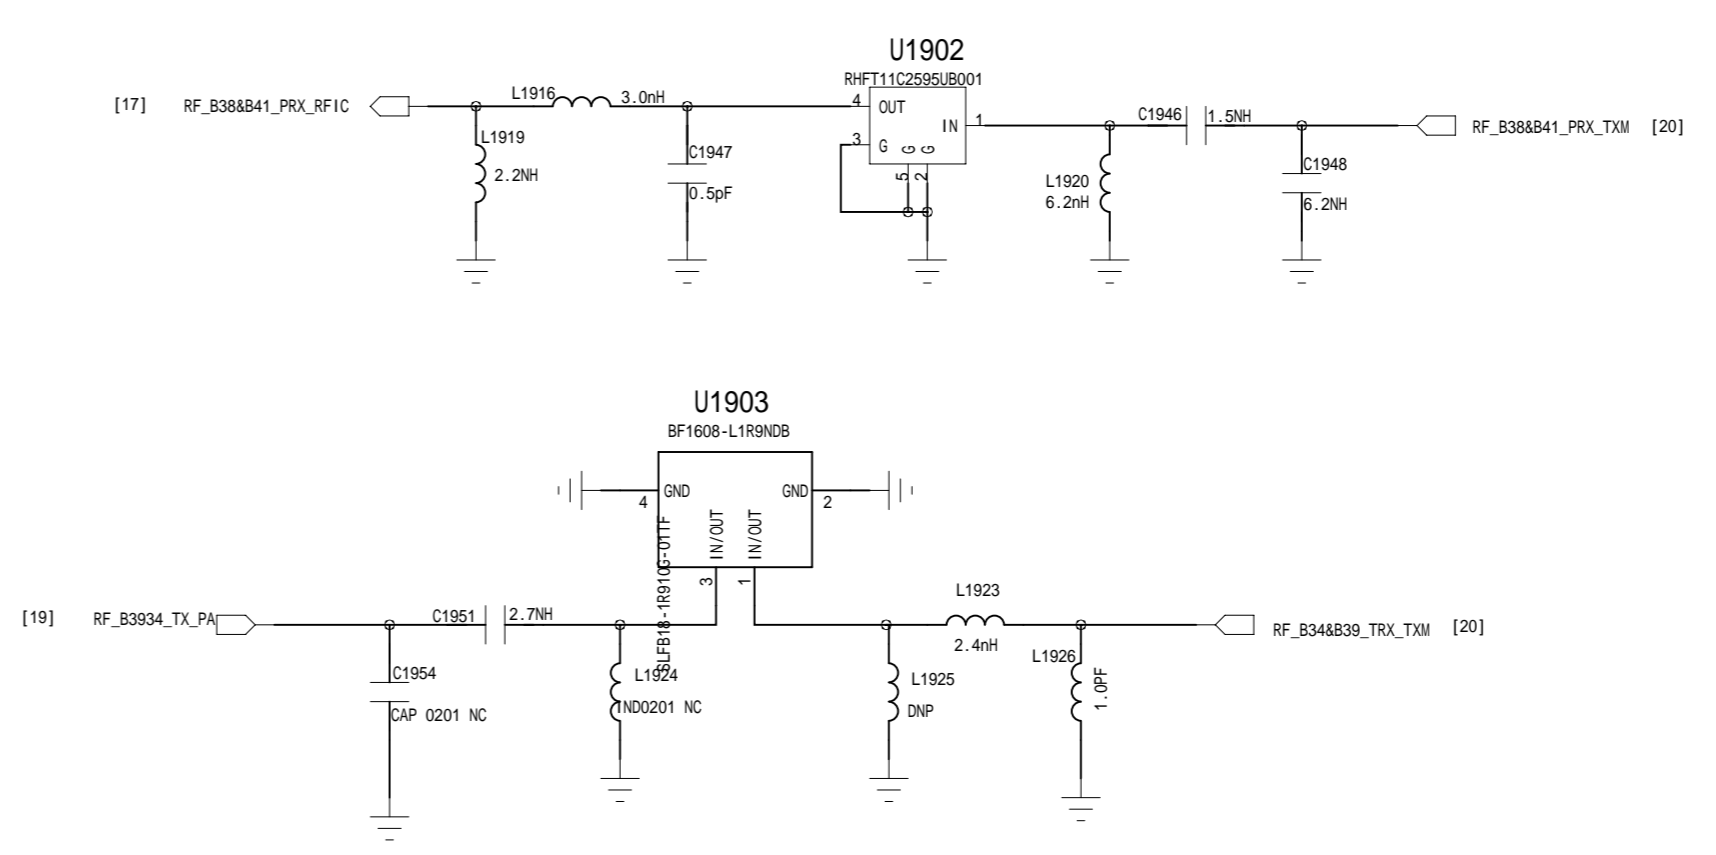 U1902
RHFT11C2595UB001
[17] RF_B38&B41_PRX_RFIC
L1916
3.0nH
4 OUT
IN 1
C1946
1.5NH
RF_B38&B41_PRX_TXM [20]
L1919
2.2NH
C1947
0.5pF
3 G
G
G
5
2
L1920
6.2nH
C1948
6.2NH
U1903
BF1608-L1R9NDB
4 GND
GND 2
IN/OUT
IN/OUT
3
1
SLFB18-1R910G-01TF
[19] RF_B3934_TX_PA
C1951
2.7NH
L1923
2.4nH
RF_B34&B39_TRX_TXM [20]
C1954
CAP 0201 NC
L1924
IND0201 NC
L1925
DNP
L1926
1.0PF